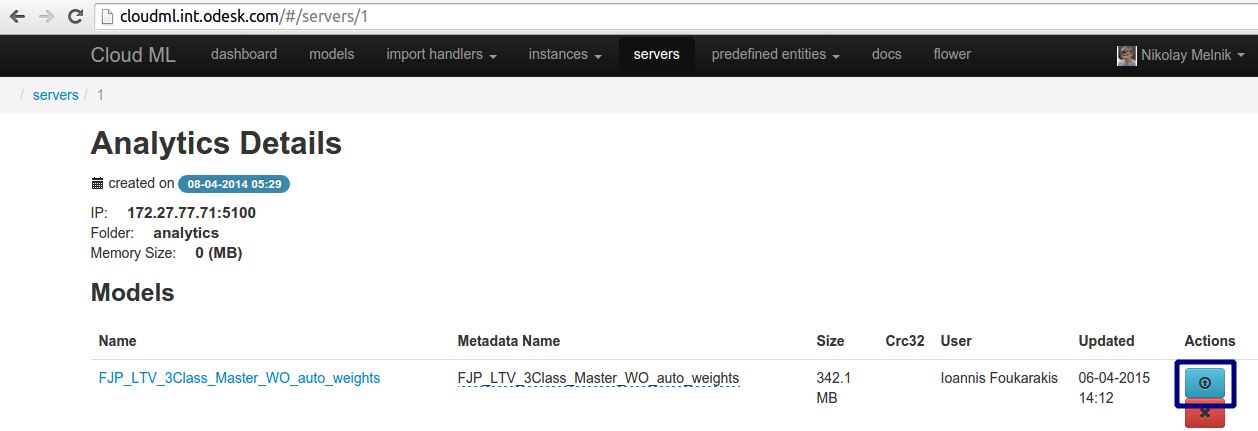 cloudml.int.odesk.com/#/servers/1
Cloud ML dashboard models import handlers instances servers predefined entities docs flower Nikolay Melnik
/ servers / 1
Analytics Details
created on 08-04-2014 05:29
IP: 172.27.77.71:5100
Folder: analytics
Memory Size: 0 (MB)
Models
Name Metadata Name Size Crc32 User Updated Actions
FJP_LTV_3Class_Master_WO_auto_weights FJP_LTV_3Class_Master_WO_auto_weights 342.1 Ioannis Foukarakis 06-04-2015
MB 14:12